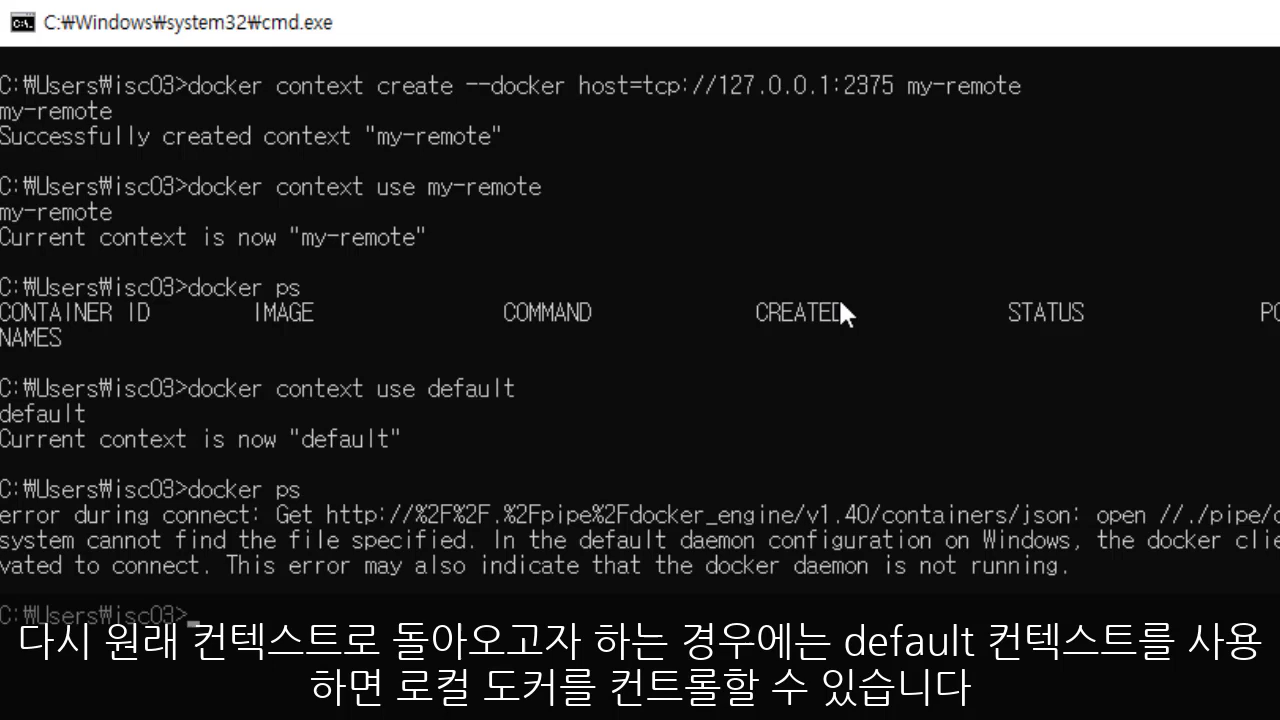 C:₩Windows₩system32₩cmd.exe
C:₩Users₩isc03>docker context create --docker host=tcp://127.0.0.1:2375 my-remote
my-remote
Successfully created context "my-remote"
C:₩Users₩isc03>docker context use my-remote
my-remote
Current context is now "my-remote"
C:₩Users₩isc03>docker ps
CONTAINER ID IMAGE COMMAND CREATED STATUS PO
NAMES
C:₩Users₩isc03>docker context use default
default
Current context is now "default"
C:₩Users₩isc03>docker ps
error during connect: Get http://%2F%2F.%2Fpipe%2Fdocker_engine/v1.40/containers/json: open //./pipe/d
system cannot find the file specified. In the default daemon configuration on Windows, the docker clie
vated to connect. This error may also indicate that the docker daemon is not running.
C:₩Users₩isc03>_
다시 원래 컨텍스트로 돌아오고자 하는 경우에는 default 컨텍스트를 사용
하면 로컬 도커를 컨트롤할 수 있습니다